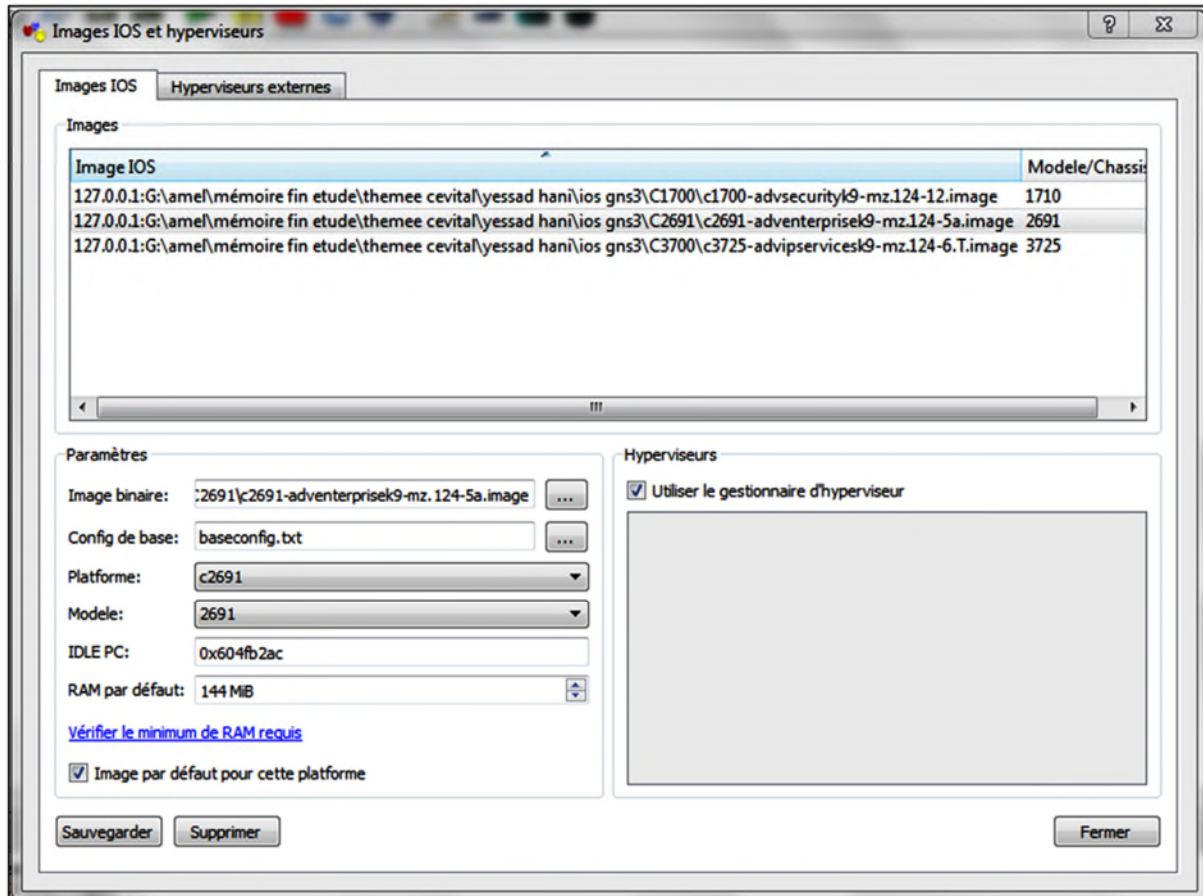 Images IOS et hyperviseurs
Images IOS Hyperviseurs externes
Images
Image IOS Modele/Chassis
127.0.0.1:G:\amel\mémoire fin etude\themee cevital\yessad hani\ios gns3\C1700\c1700-advsecurityk9-mz.124-12.image 1710
127.0.0.1:G:\amel\mémoire fin etude\themee cevital\yessad hani\ios gns3\C2691\c2691-adventerprisek9-mz.124-5a.image 2691
127.0.0.1:G:\amel\mémoire fin etude\themee cevital\yessad hani\ios gns3\C3700\c3725-advipservicesk9-mz.124-6.T.image 3725
Paramètres
Image binaire: C2691\c2691-adventerprisek9-mz.124-5a.image ...
Config de base: baseconfig.txt ...
Platforme: c2691
Modele: 2691
IDLE PC: 0x604fb2ac
RAM par défaut: 144 MiB
Vérifier le minimum de RAM requis
Image par défaut pour cette platforme
Hyperviseurs
Utiliser le gestionnaire d'hyperviseur
Sauvegarder Supprimer Fermer